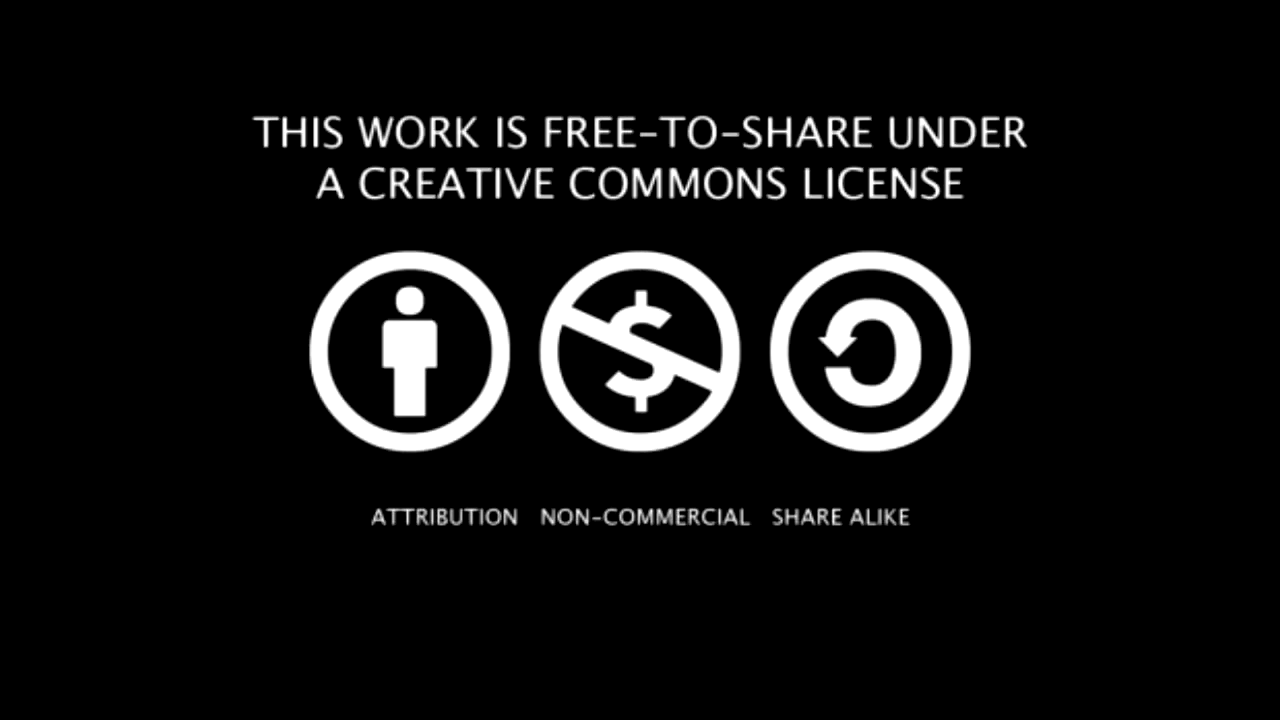 THIS WORK IS FREE-TO-SHARE UNDER
A CREATIVE COMMONS LICENSE
ATTRIBUTION NON-COMMERCIAL SHARE ALIKE